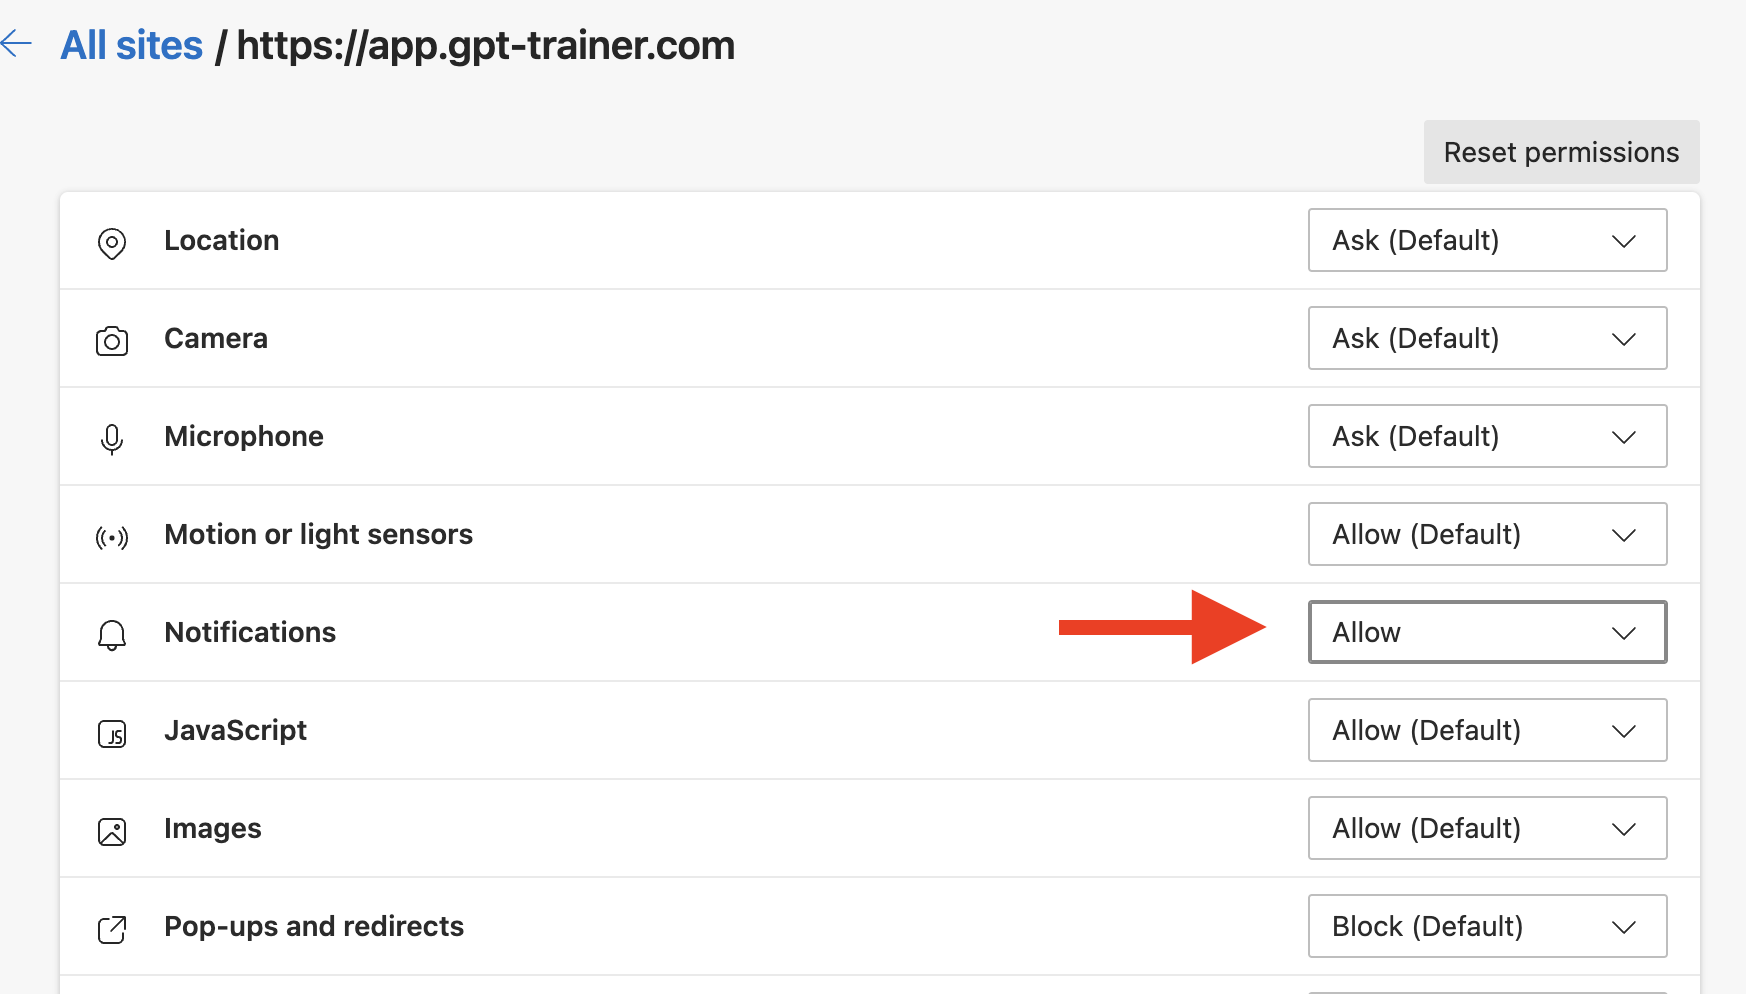 All sites / https://app.gpt-trainer.com
Reset permissions
Location Ask (Default)
Camera Ask (Default)
Microphone Ask (Default)
Motion or light sensors Allow (Default)
Notifications Allow
JavaScript Allow (Default)
JS
Images Allow (Default)
Pop-ups and redirects Block (Default)